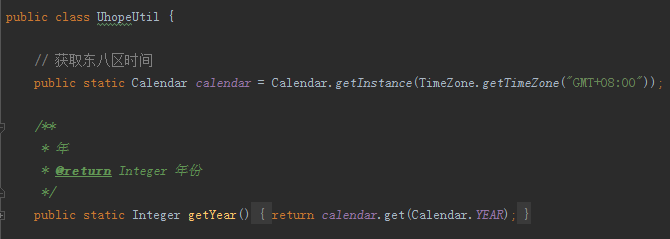 public class UhopeUtil {
// 获取东八区时间
public static Calendar calendar = Calendar.getInstance(TimeZone.getTimeZone("GMT+08:00"));
/**
* 年
* @return Integer 年份
*/
public static Integer getYear() { return calendar.get(Calendar.YEAR); }